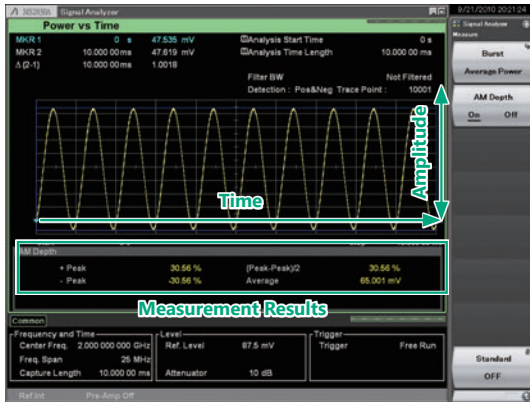 MS2690A Signal Analyzer
9/21/2010 20:21:24
Power vs Time
Signal Analyzer
Measure
MKR 1 0 s 47.535 mV Analysis Start Time 0 s
MKR 2 10.000 00 ms 47.619 mV Analysis Time Length 10.000 00 ms
Δ (2-1) 10.000 00 ms 1.0018
Filter BW Not Filtered
Detection : Pos&Neg Trace Point : 10001
Burst
Average Power
AM Depth
On Off
Amplitude
Time
AM Depth
+ Peak 30.56 % (Peak-Peak)/2 30.56 %
- Peak -30.56 % Average 65.001 mV
Measurement Results
Common
Frequency and Time Level Trigger
Center Freq. 2.000 000 000 GHz Ref. Level 87.5 mV Trigger Free Run
Freq. Span 25 MHz
Capture Length 10.000 00 ms Attenuator 10 dB
Standard
OFF
Ref.Int Pre-Amp Off